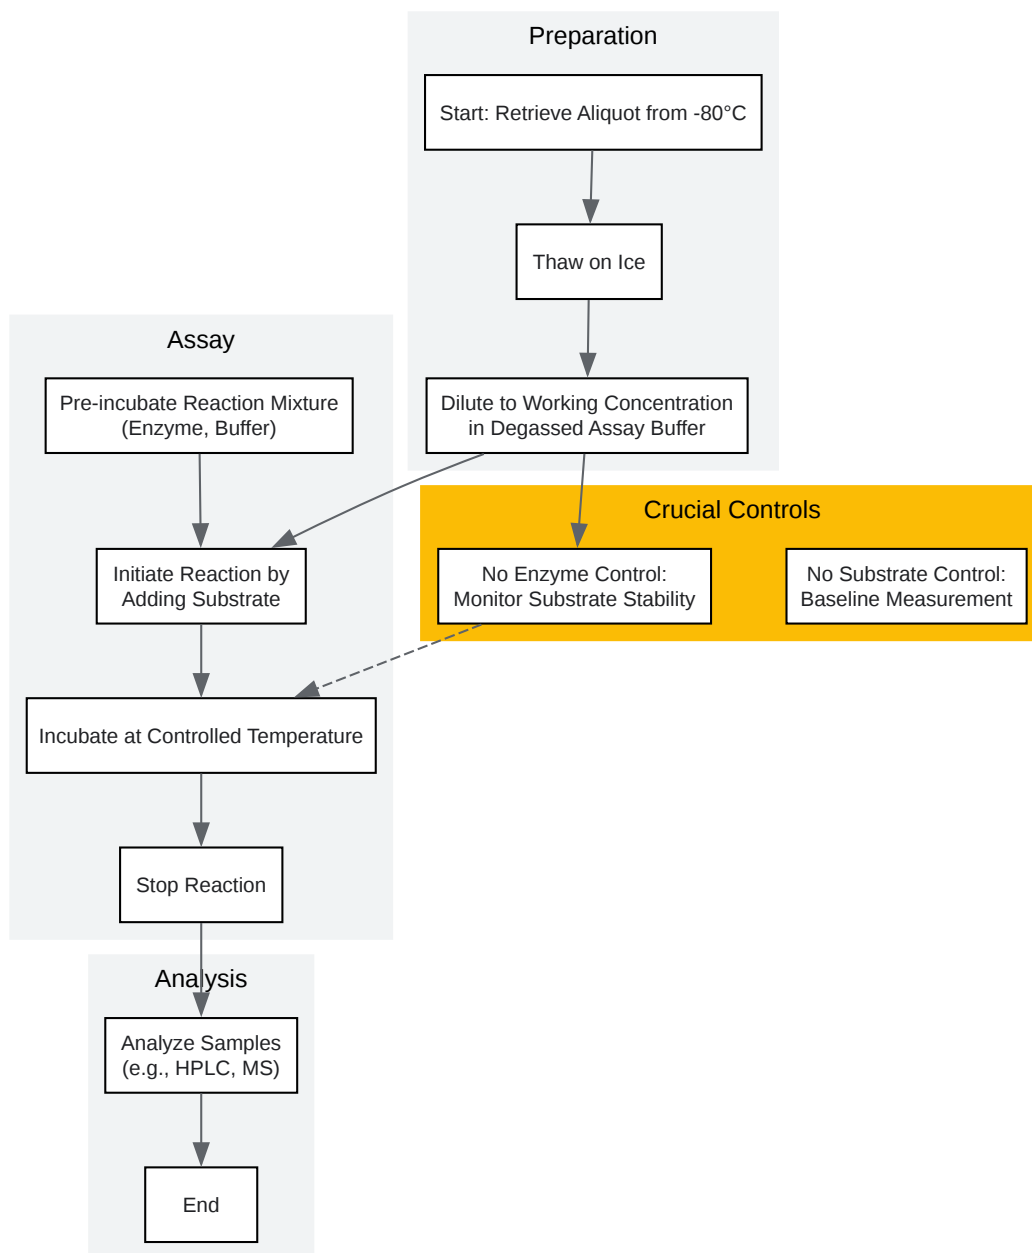 Preparation
Start: Retrieve Aliquot from -80°C
Thaw on Ice
Dilute to Working Concentration
in Degassed Assay Buffer
Assay
Pre-incubate Reaction Mixture
(Enzyme, Buffer)
Initiate Reaction by
Adding Substrate
Crucial Controls
No Enzyme Control:
Monitor Substrate Stability
No Substrate Control:
Baseline Measurement
Incubate at Controlled Temperature
Stop Reaction
Analysis
Analyze Samples
(e.g., HPLC, MS)
End